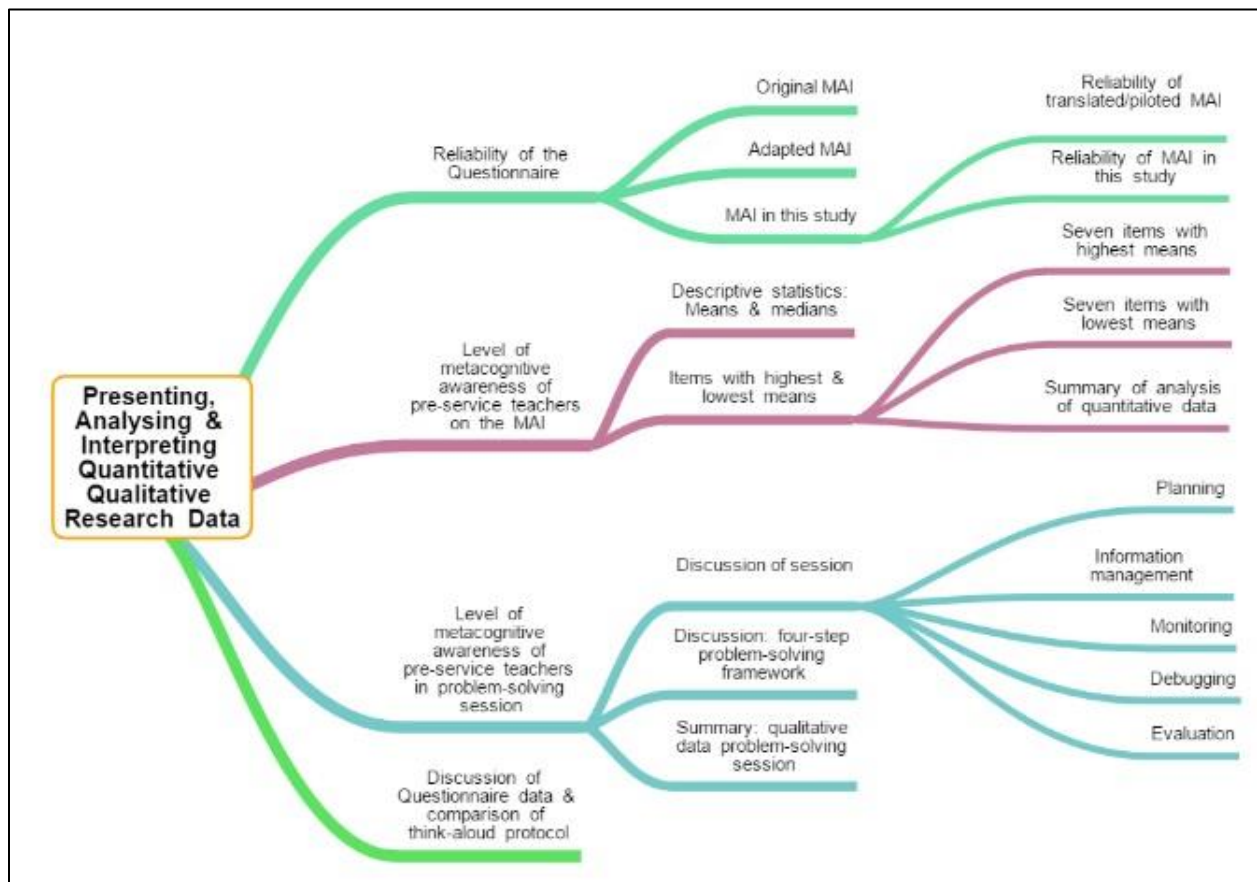 Presenting,
Analysing &
Interpreting
Quantitative
Qualitative
Research Data
Reliability of the
Questionnaire
Original MAI
Adapted MAI
MAI in this study
Reliability of
translated/piloted MAI
Reliability of MAI in
this study
Level of
metacognitive
awareness of
pre-service teachers
on the MAI
Descriptive statistics:
Means & medians
Items with highest &
lowest means
Seven items with
highest means
Seven items with
lowest means
Summary of analysis
of quantitative data
Level of
metacognitive
awareness of
pre-service teachers
in problem-solving
session
Discussion of session
Planning
Information
management
Monitoring
Debugging
Evaluation
Discussion: four-step
problem-solving
framework
Summary: qualitative
data problem-solving
session
Discussion of
Questionnaire data &
comparison of
think-aloud protocol